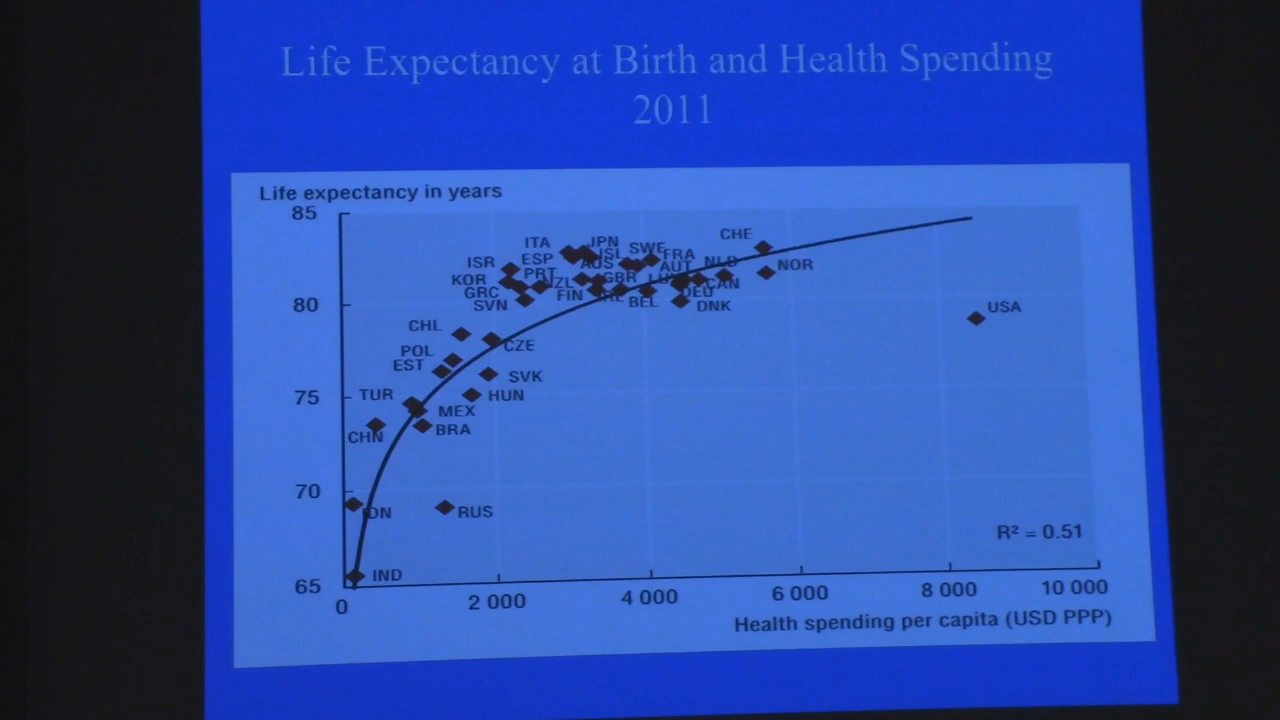 Life Expectancy at Birth and Health Spending
2011
Life expectancy in years
85
CHE
ITA
JPN
SWE
ISL
FRA
ESP
ISR
AUS
AUT
NLD
NOR
PRT
KOR
NZL
GBR
LUX
CAN
GRC
FIN
DEU
SVN
BEL
DNK
80
USA
CHL
CZE
POL
EST
SVK
75
TUR
HUN
MEX
BRA
CHN
70
IDN
RUS
R² = 0.51
IND
65
0
2 000
4 000
6 000
8 000
10 000
Health spending per capita (USD PPP)